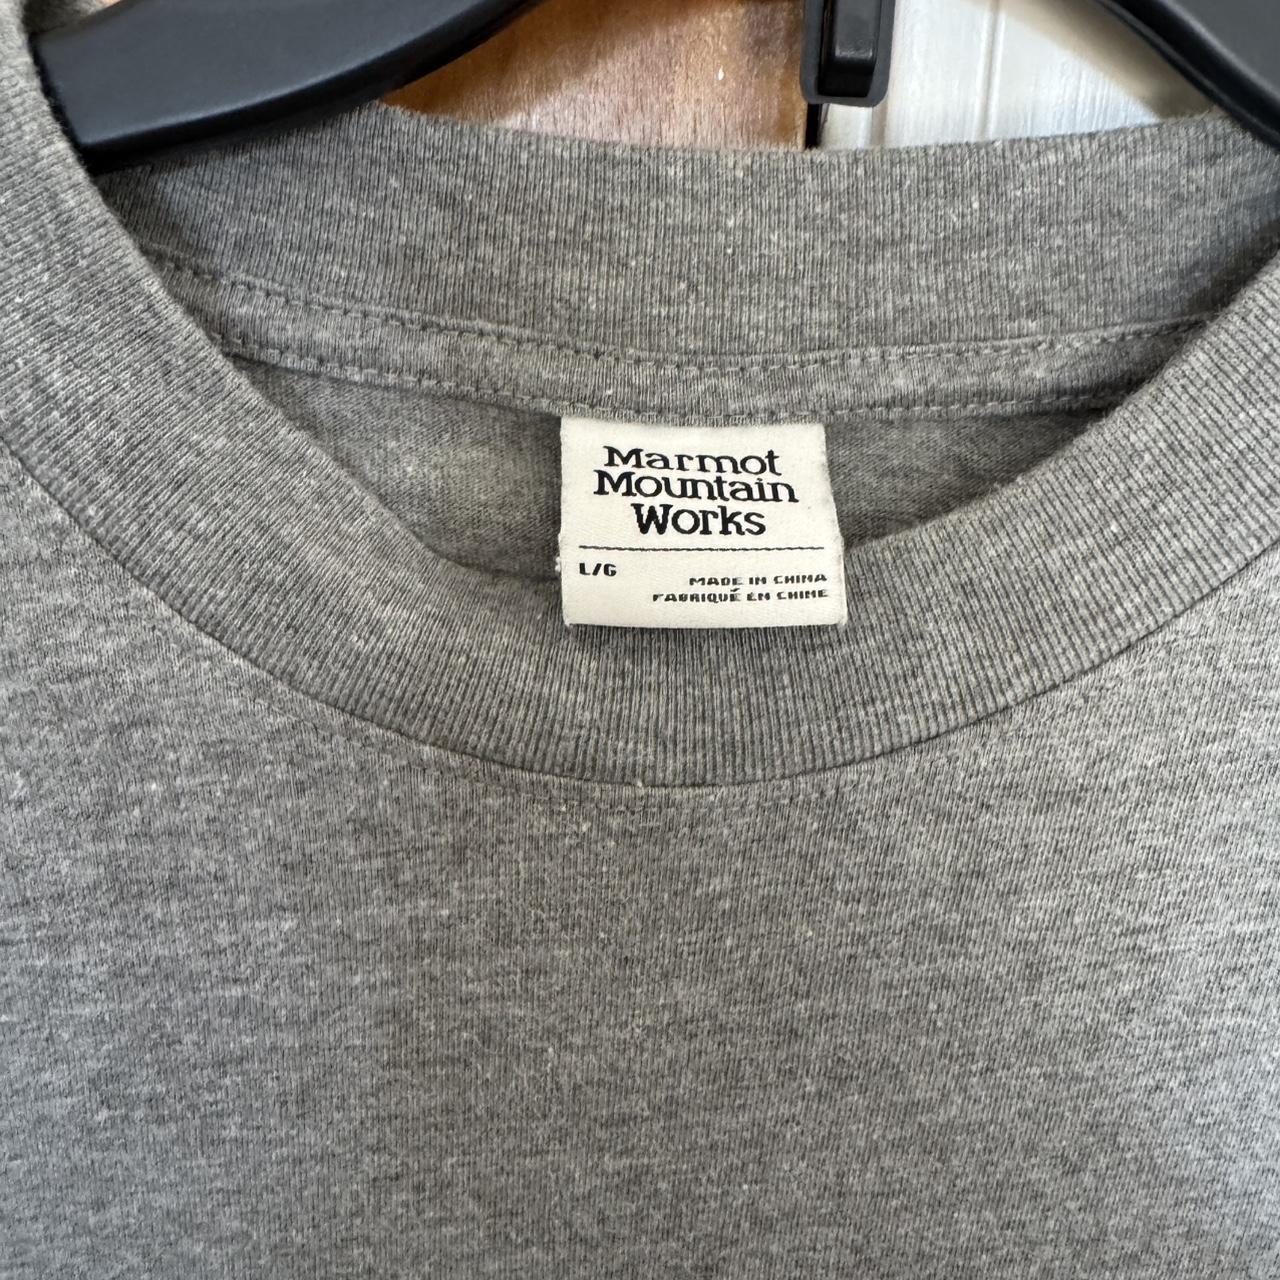 Marmot
Mountain
Works
L/G
MADE IN CHINA
FABRIQUÉ EN CHINE